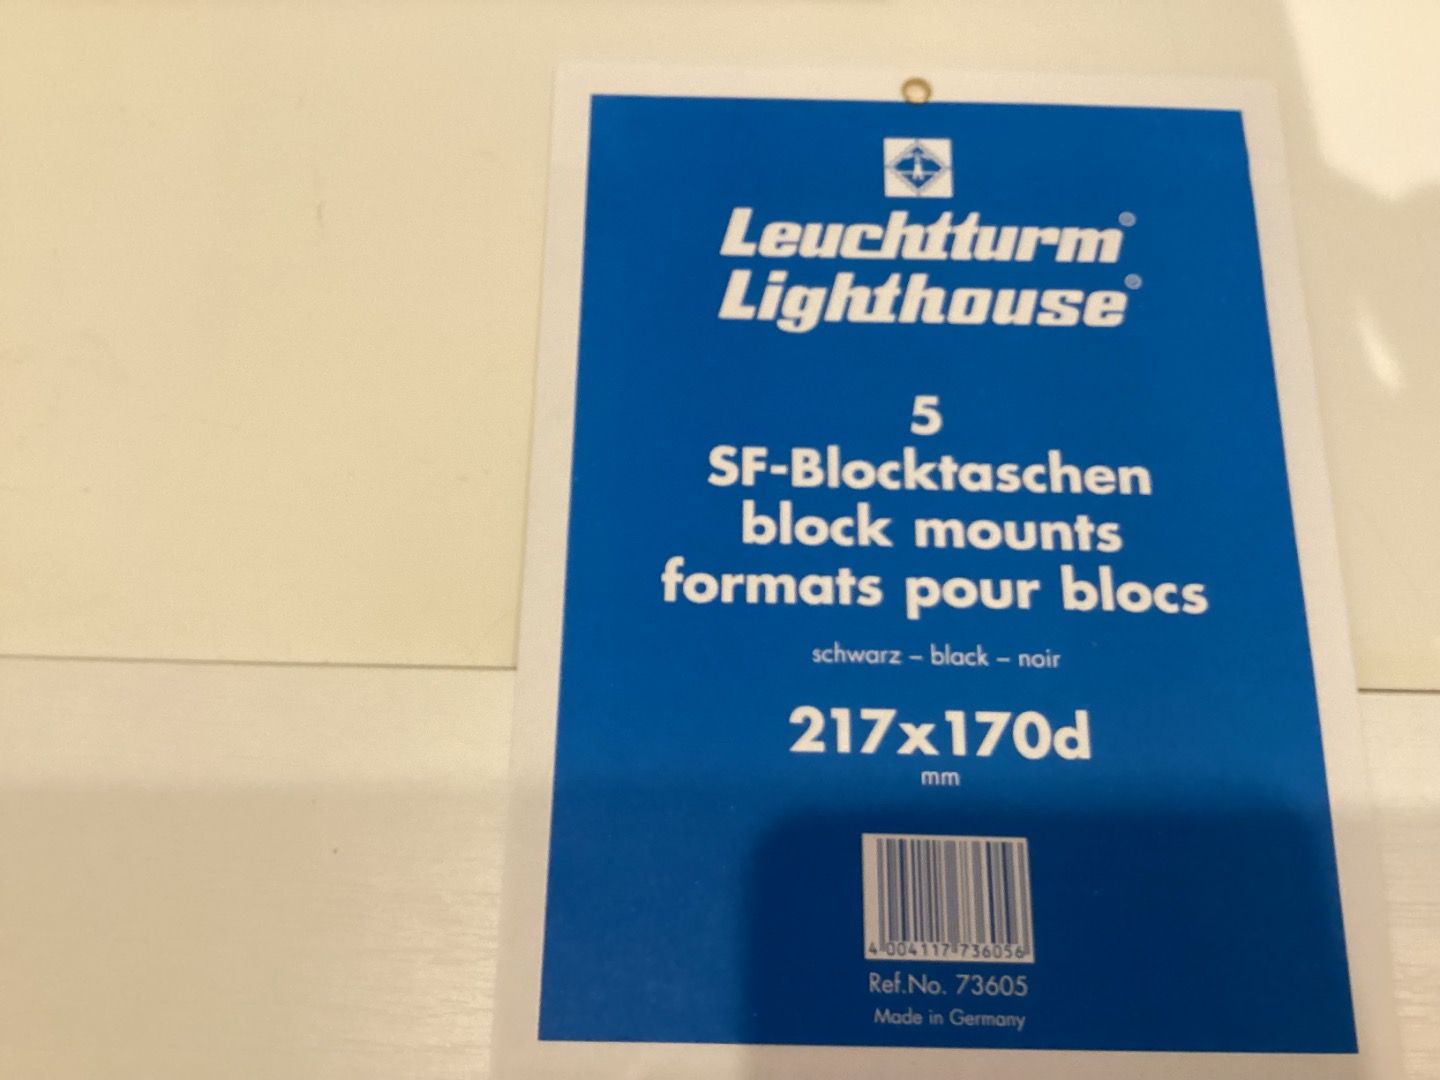 Leuchtturm®
Lighthouse®
5
SF-Blocktaschen
block mounts
formats pour blocs
schwarz – black – noir
217x170d
mm
4 004117 736056
Ref.No. 73605
Made in Germany